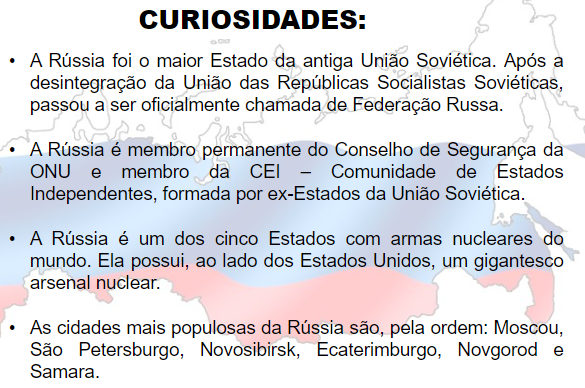 CURIOSIDADES:
• A Rússia foi o maior Estado da antiga União Soviética. Após a
desintegração da União das Repúblicas Socialistas Soviéticas,
passou a ser oficialmente chamada de Federação Russa.
• A Rússia é membro permanente do Conselho de Segurança da
ONU e membro da CEI – Comunidade de Estados
Independentes, formada por ex-Estados da União Soviética.
• A Rússia é um dos cinco Estados com armas nucleares do
mundo. Ela possui, ao lado dos Estados Unidos, um gigantesco
arsenal nuclear.
• As cidades mais populosas da Rússia são, pela ordem: Moscou,
São Petersburgo, Novosibirsk, Ecaterimburgo, Novgorod e
Samara.